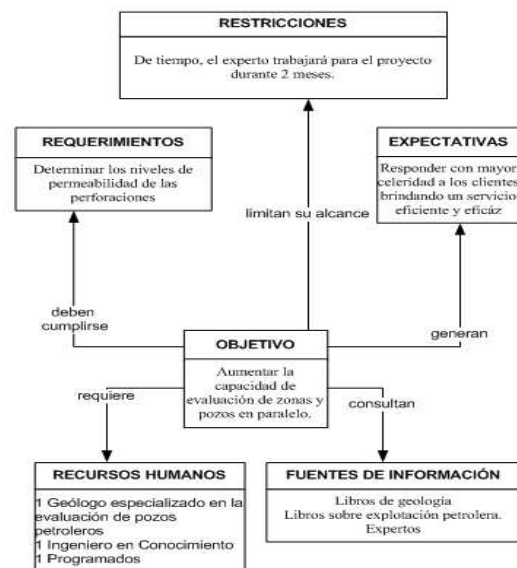 RESTRICCIONES
De tiempo, el experto trabajará para el proyecto
durante 2 meses.
REQUERIMIENTOS
Determinar los niveles de
permeabilidad de las
perforaciones
EXPECTATIVAS
Responder con mayor
celeridad a los clientes
brindando un servicio
eficiente y eficáz
limitan su alcance
deben
cumplirse
generan
OBJETIVO
Aumentar la
capacidad de
evaluación de zonas y
pozos en paralelo.
requiere
consultan
RECURSOS HUMANOS
1 Geólogo especializado en la
evaluación de pozos
petroleros
1 Ingeniero en Conocimiento
1 Programados
FUENTES DE INFORMACIÓN
Libros de geología
Libros sobre explotación petrolera.
Expertos